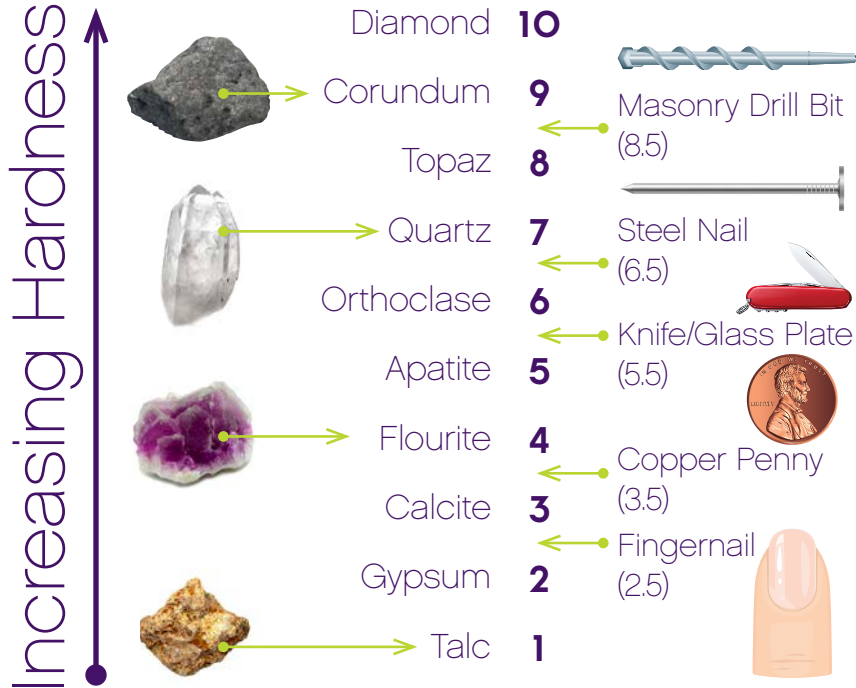 Increasing Hardness
Diamond 10
Corundum 9
Masonry Drill Bit
(8.5)
Topaz 8
Quartz 7
Steel Nail
(6.5)
Orthoclase 6
Knife/Glass Plate
(5.5)
Apatite 5
Flourite 4
Copper Penny
(3.5)
Calcite 3
Fingernail
(2.5)
Gypsum 2
Talc 1
LIBERTY